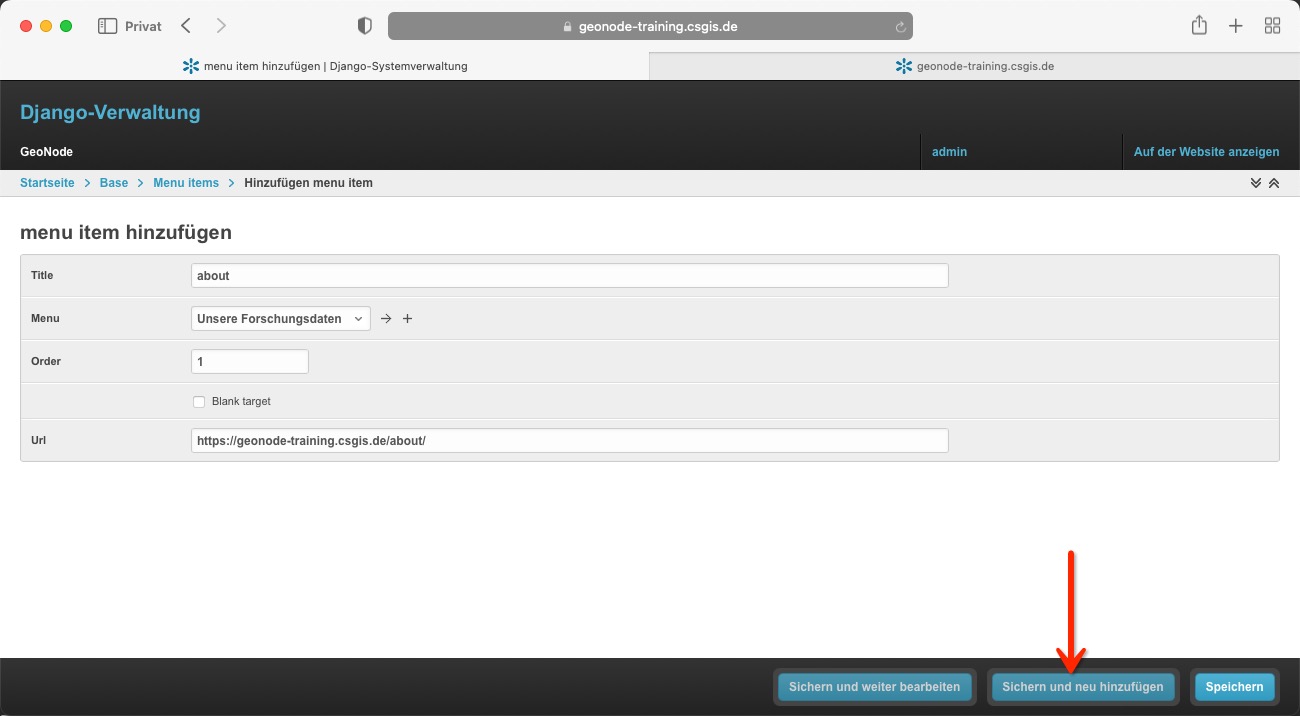 Privat
geonode-training.csgis.de
menu item hinzufügen | Django-Systemverwaltung
geonode-training.csgis.de
Django-Verwaltung
GeoNode
admin
Auf der Website anzeigen
Startseite > Base > Menu items > Hinzufügen menu item
menu item hinzufügen
Title about
Menu Unsere Forschungsdaten
Order 1
Blank target
Url https://geonode-training.csgis.de/about/
Sichern und weiter bearbeiten
Sichern und neu hinzufügen
Speichern